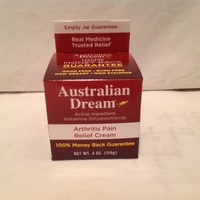 Empty Jar Guarantee
Real Medicine
Trusted Relief
GUARANTEE
Australian
Dream
Active Ingredient
Histamine Dihydrochloride
Arthritis Pain
Relief Cream
100% Money Back Guarantee
NET WT. 4 OZ. (113g)